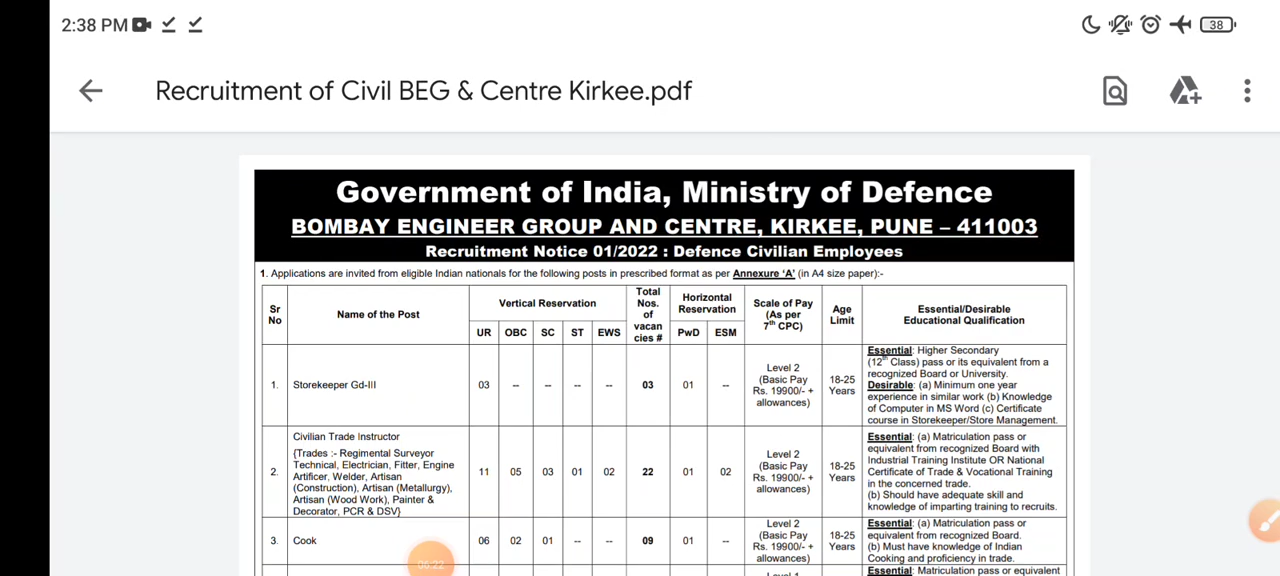 2:38 PM
38
Recruitment of Civil BEG & Centre Kirkee.pdf
Government of India, Ministry of Defence
BOMBAY ENGINEER GROUP AND CENTRE, KIRKEE, PUNE – 411003
Recruitment Notice 01/2022 : Defence Civilian Employees
1. Applications are invited from eligible Indian nationals for the following posts in prescribed format as per Annexure ‘A’ (in A4 size paper):-
Sr
No
Name of the Post
Vertical Reservation
UR OBC SC ST EWS
Total
Nos.
of
vacan
cies #
Horizontal
Reservation
PwD ESM
Scale of Pay
(As per
7th CPC)
Age
Limit
Essential/Desirable
Educational Qualification
1.
Storekeeper Gd-III
03 -- -- -- -- 03 01 --
Level 2
(Basic Pay
Rs. 19900/- +
allowances)
18-25
Years
Essential: Higher Secondary
(12th Class) pass or its equivalent from a
recognized Board or University.
Desirable: (a) Minimum one year
experience in similar work (b) Knowledge
of Computer in MS Word (c) Certificate
course in Storekeeper/Store Management.
2.
Civilian Trade Instructor
{Trades :- Regimental Surveyor
Technical, Electrician, Fitter, Engine
Artificer, Welder, Artisan
(Construction), Artisan (Metallurgy),
Artisan (Wood Work), Painter &
Decorator, PCR & DSV}
11 05 03 01 02 22 01 02
Level 2
(Basic Pay
Rs. 19900/- +
allowances)
18-25
Years
Essential: (a) Matriculation pass or
equivalent from recognized Board with
Industrial Training Institute OR National
Certificate of Trade & Vocational Training
in the concerned trade.
(b) Should have adequate skill and
knowledge of imparting training to recruits.
3.
Cook
06 02 01 -- -- 09 01 --
Level 2
(Basic Pay
Rs. 19900/- +
allowances)
18-25
Years
Essential: (a) Matriculation pass or
equivalent from recognized Board.
(b) Must have knowledge of Indian
Cooking and proficiency in trade.
06:22
Level 1
Essential: Matriculation pass or equivalent